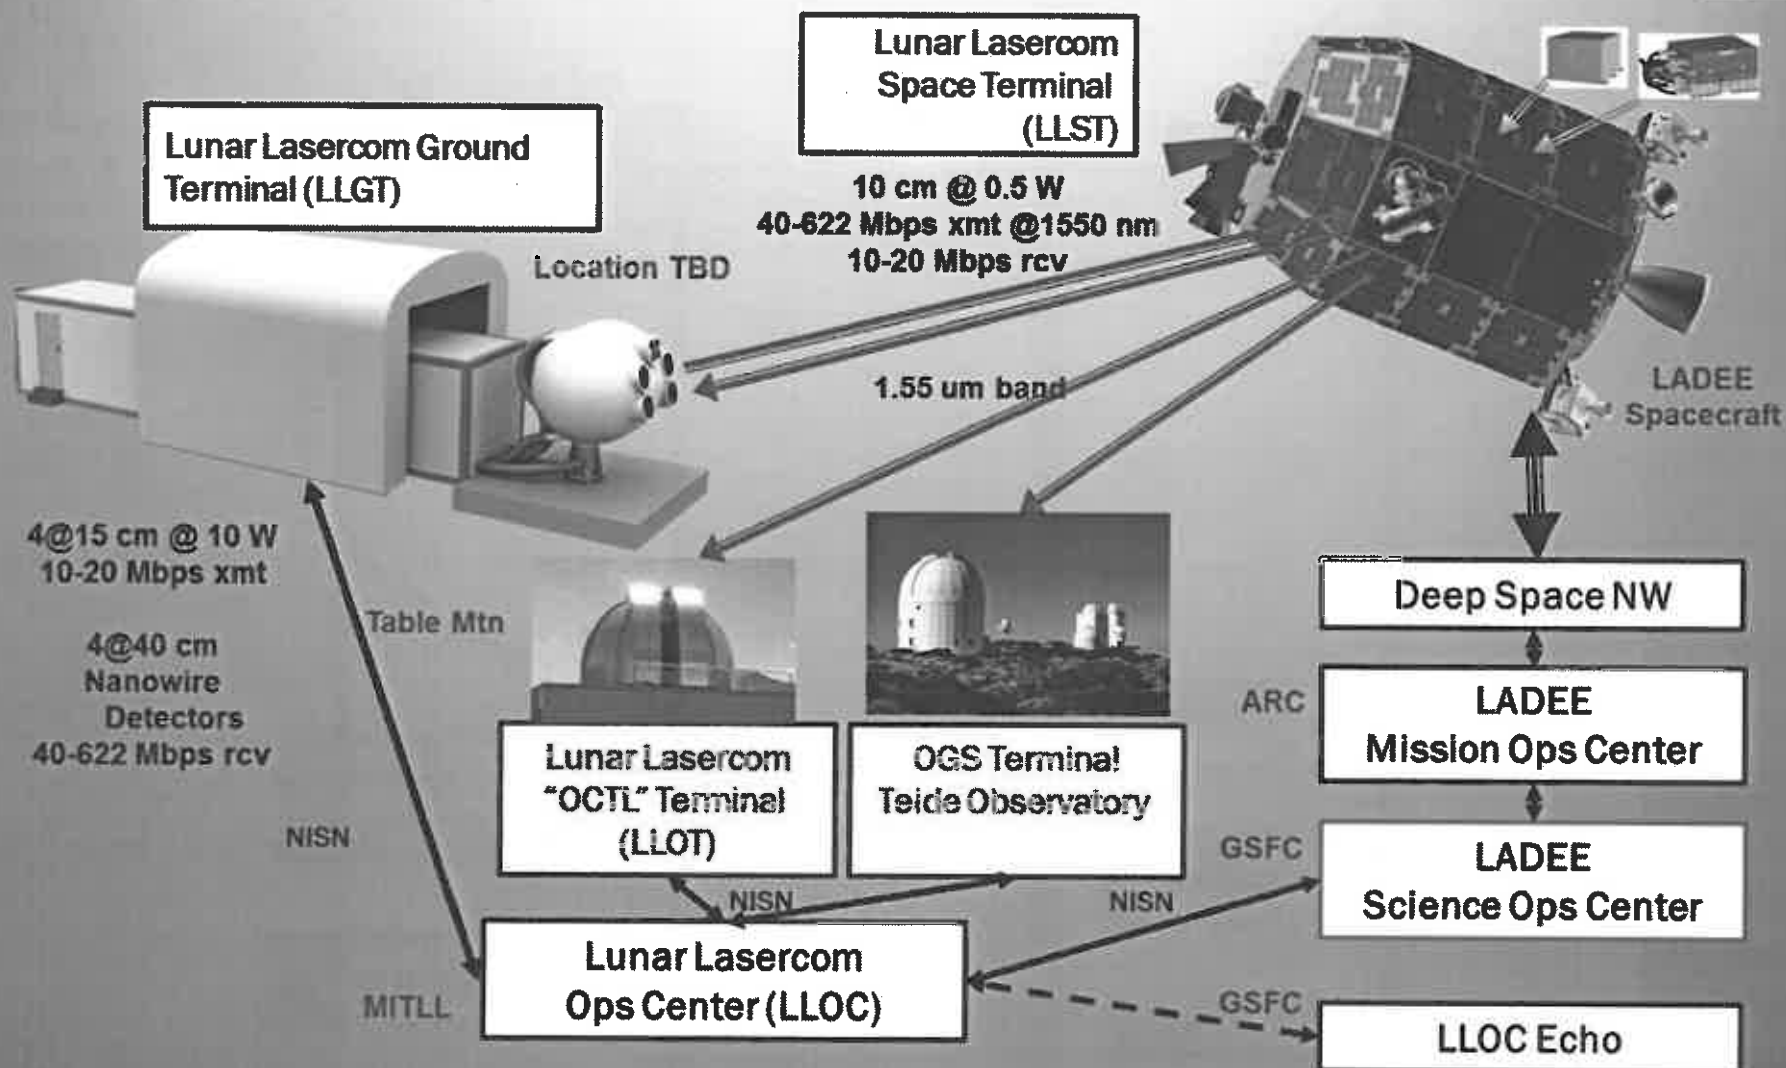 Lunar Lasercom
Space Terminal
(LLST)
Lunar Lasercom Ground
Terminal (LLGT)
10 cm @ 0.5 W
40-622 Mbps xmt @1550 nm
10-20 Mbps rcv
Location TBD
1.55 um band
LADEE
Spacecraft
4@15 cm @ 10 W
10-20 Mbps xmt
4@40 cm
Nanowire
Detectors
40-622 Mbps rcv
Table Mtn
Lunar Lasercom
"OCTL" Terminal
(LLOT)
OGS Terminal
Teide Observatory
Deep Space NW
ARC
LADEE
Mission Ops Center
GSFC
LADEE
Science Ops Center
NISN
NISN
NISN
MITLL
Lunar Lasercom
Ops Center (LLOC)
GSFC
LLOC Echo